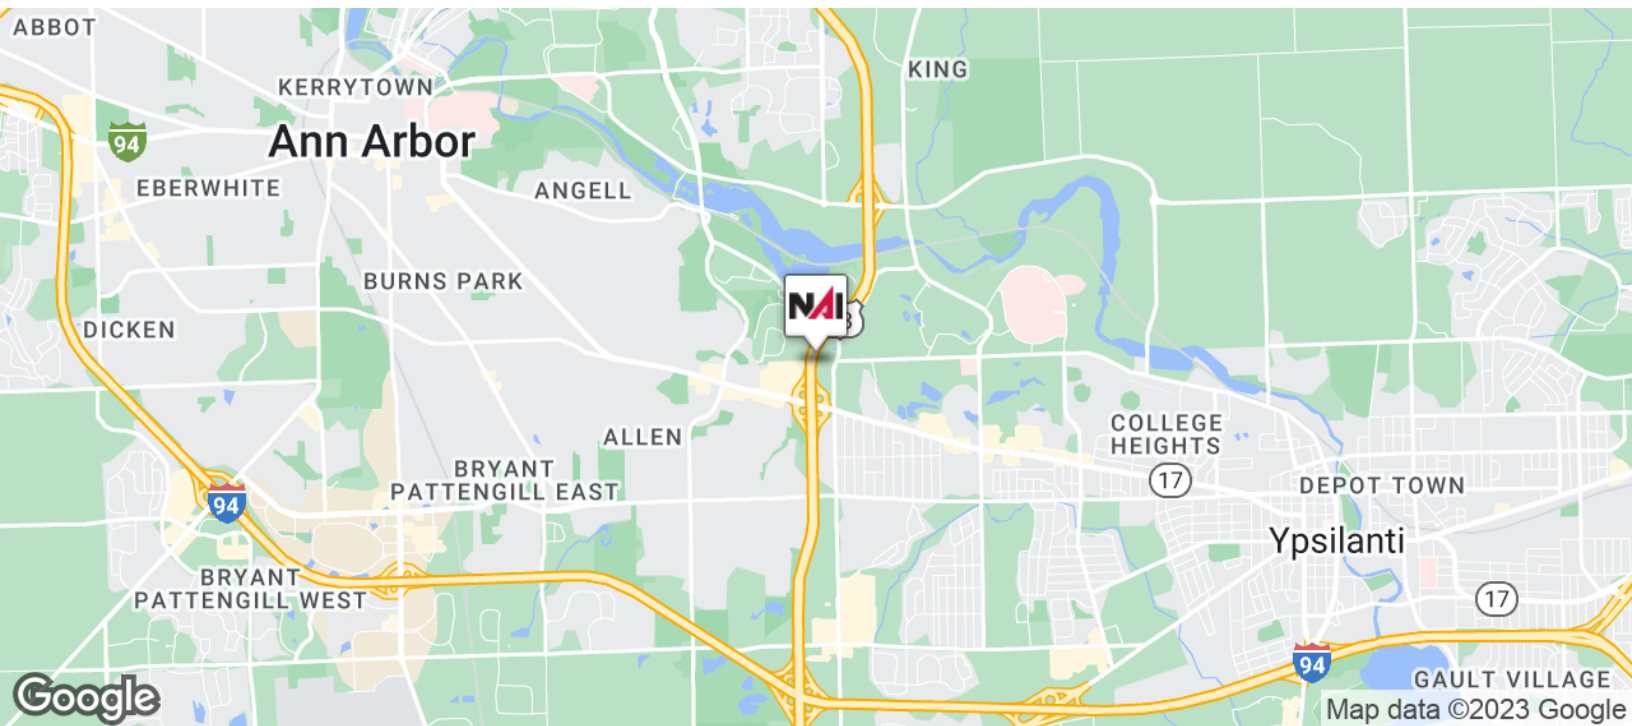 ABBOT
KING
KERRYTOWN
Ann Arbor
94
EBERWHITE
ANGELL
BURNS PARK
NAI
DICKEN
COLLEGE
HEIGHTS
ALLEN
BRYANT
PATTENGILL EAST
17
DEPOT TOWN
94
Ypsilanti
BRYANT
PATTENGILL WEST
17
94
GAULT VILLAGE
Google
Map data ©2023 Google